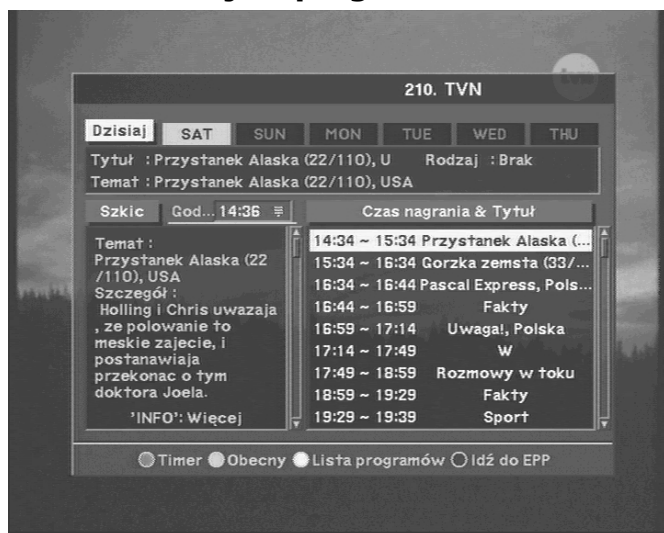 210. TVN
tvn
Dzisiaj SAT SUN MON TUE WED THU
Tytuł : Przystanek Alaska (22/110), U Rodzaj : Brak
Temat : Przystanek Alaska (22/110), USA
Szkic God... 14:36 Czas nagrania & Tytuł
Temat :
Przystanek Alaska (22
/110), USA
Szczegół :
Holling i Chris uwazaja
, ze polowanie to
meskie zajecie, i
postanawiaja
przekonac o tym
doktora Joela.
'INFO': Więcej
14:34 ~ 15:34 Przystanek Alaska (...
15:34 ~ 16:34 Gorzka zemsta (33/...
16:34 ~ 16:44 Pascal Express, Pols...
16:44 ~ 16:59 Fakty
16:59 ~ 17:14 Uwaga!, Polska
17:14 ~ 17:49 W
17:49 ~ 18:59 Rozmowy w toku
18:59 ~ 19:29 Fakty
19:29 ~ 19:39 Sport
Timer Obecny Lista programów Idź do EPP